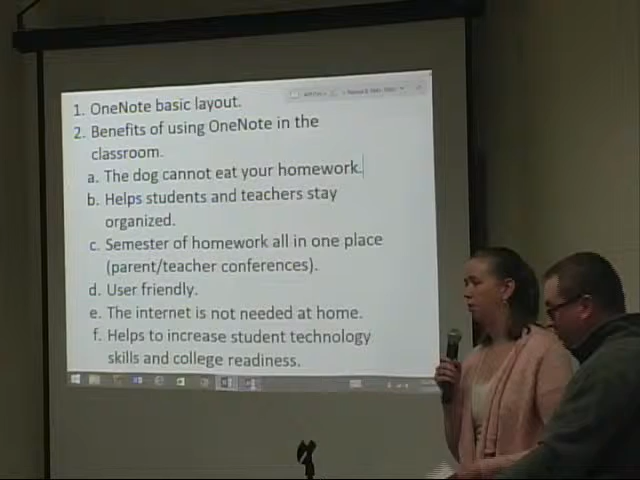 1. OneNote basic layout.
2. Benefits of using OneNote in the
classroom.
a. The dog cannot eat your homework.
b. Helps students and teachers stay
organized.
c. Semester of homework all in one place
(parent/teacher conferences).
d. User friendly.
e. The internet is not needed at home.
f. Helps to increase student technology
skills and college readiness.